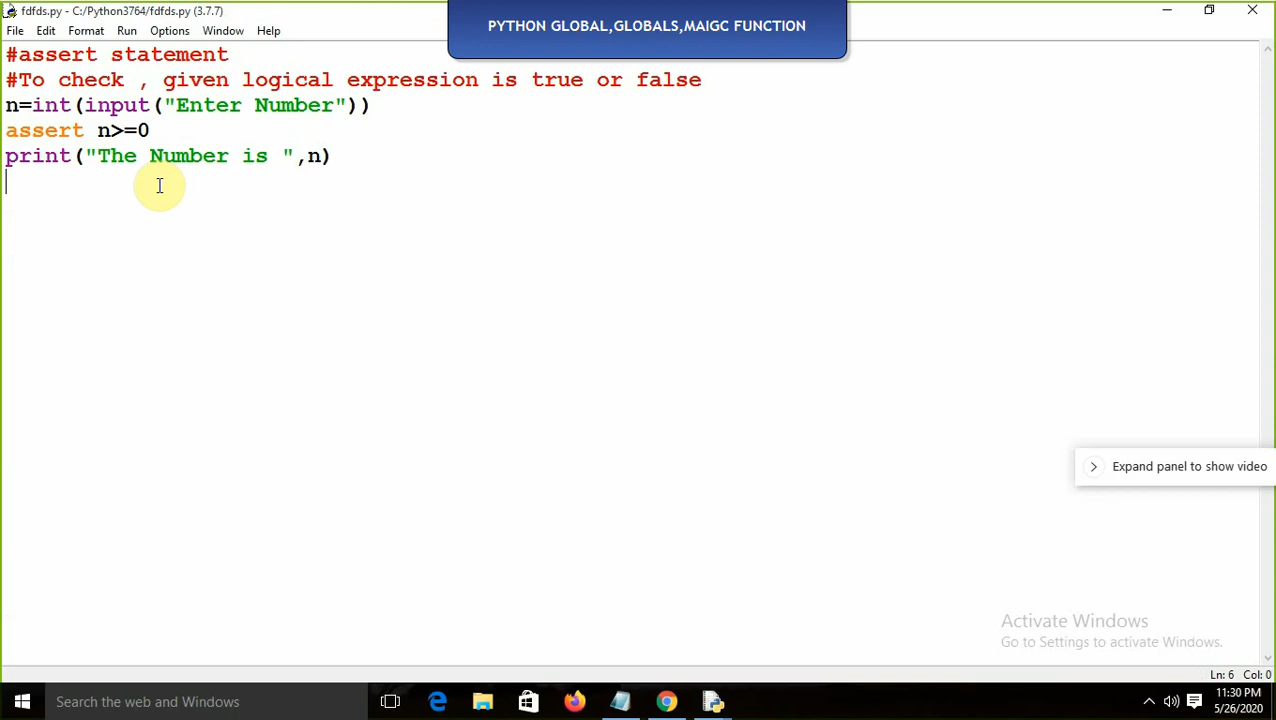 fdfds.py - C:/Python3764/fdfds.py (3.7.7)
PYTHON GLOBAL,GLOBALS,MAIGC FUNCTION
File Edit Format Run Options Window Help
#assert statement
#To check , given logical expression is true or false
n=int(input("Enter Number"))
assert n>=0
print("The Number is ",n)
Expand panel to show video
Activate Windows
Go to Settings to activate Windows.
Ln: 6 Col: 0
Search the web and Windows
11:30 PM
5/26/2020